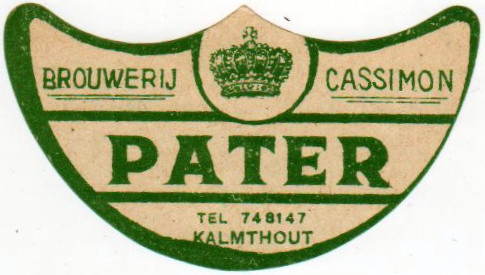 BROUWERIJ CASSIMON
PATER
TEL 748147
KALMTHOUT